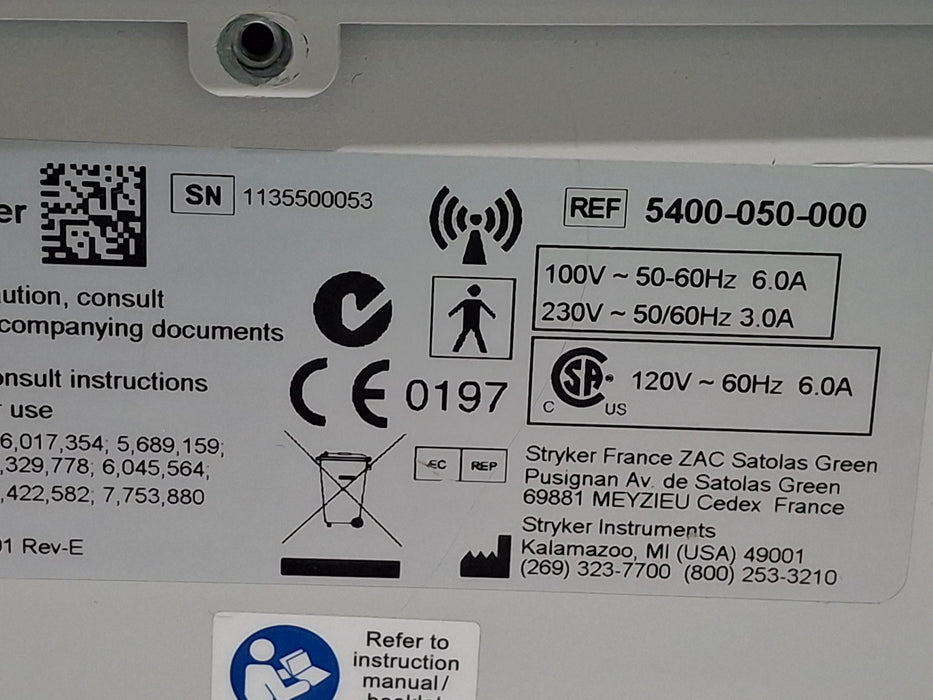 er
SN 1135500053
REF 5400-050-000
100V ~ 50-60Hz 6.0A
230V ~ 50/60Hz 3.0A
ution, consult
companying documents
CE 0197
CSA
C US
120V ~ 60Hz 6.0A
onsult instructions
use
6,017,354; 5,689,159;
,329,778; 6,045,564;
,422,582; 7,753,880
EC REP
Stryker France ZAC Satolas Green
Pusignan Av. de Satolas Green
69881 MEYZIEU Cedex France
Stryker Instruments
Kalamazoo, MI (USA) 49001
(269) 323-7700 (800) 253-3210
01 Rev-E
Refer to
instruction
manual/